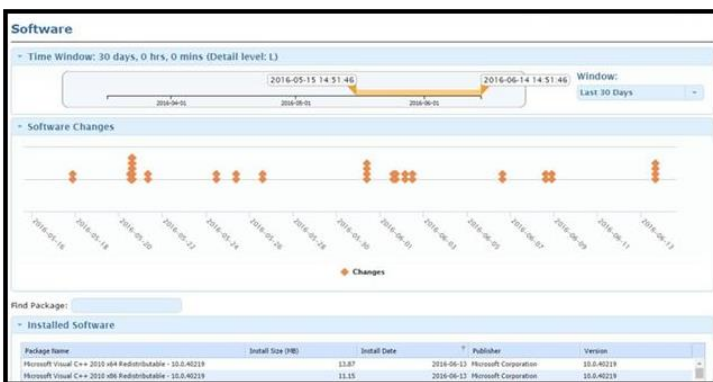 Software
Time Window: 30 days, 0 hrs, 0 mins (Detail level: L)
2016-05-15 14:51:46
2016-06-14 14:51:46
Window:
Last 30 Days
2016-04-01
2016-05-01
2016-06-01
Software Changes
2016-05-16
2016-05-18
2016-05-20
2016-05-22
2016-05-24
2016-05-26
2016-05-28
2016-05-30
2016-06-01
2016-06-03
2016-06-05
2016-06-07
2016-06-09
2016-06-11
2016-06-13
Changes
Find Package:
Installed Software
Package Name Install Size (MB) Install Date Publisher Version
Microsoft Visual C++ 2010 x64 Redistributable - 10.0.40219 13.87 2016-06-13 Microsoft Corporation 10.0.40219
Microsoft Visual C++ 2010 x86 Redistributable - 10.0.40219 11.15 2016-06-13 Microsoft Corporation 10.0.40219